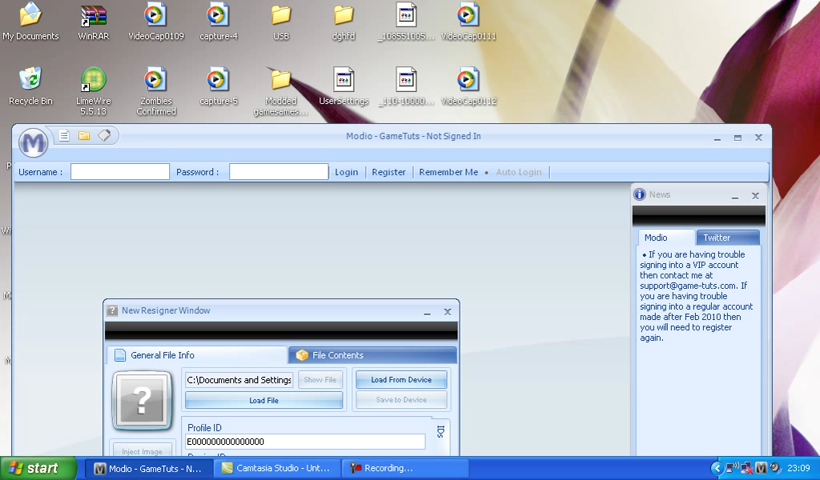 My Documents
WinRAR
VideoCap0109
capture-4
USB
dghfd
_10855100S...
VideoCap0111
Recycle Bin
LimeWire
5.5.13
Zombies
Confirmed
capture-5
Modded
gamesames...
UserSettings
_110-10000...
VideoCap0112
Modio - GameTuts - Not Signed In
Username :
Password :
Login
Register
Remember Me
Auto Login
News
Modio
Twitter
• If you are having trouble
signing into a VIP account
then contact me at
support@game-tuts.com. If
you are having trouble
signing into a regular account
made after Feb 2010 then
you will need to register
again.
New Resigner Window
General File Info
File Contents
C:\Documents and Settings
Show File
Load From Device
Load File
Save to Device
Profile ID
IDs
E000000000000000
Inject Image
start
Modio - GameTuts - N...
Camtasia Studio - Unt...
Recording...
23:09